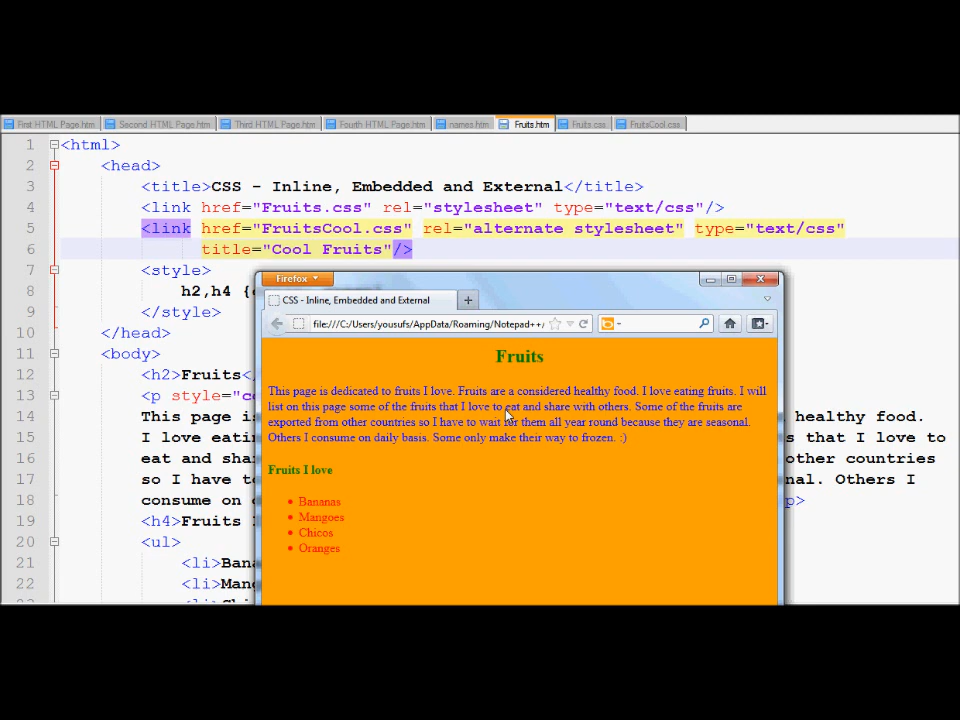 First HTML Page.htm Second HTML Page.htm Third HTML Page.htm Fourth HTML Page.htm names.htm Fruits.htm Fruits.css FruitsCool.css
1 <html>
2 <head>
3 <title>CSS - Inline, Embedded and External</title>
4 <link href="Fruits.css" rel="stylesheet" type="text/css"/>
5 <link href="FruitsCool.css" rel="alternate stylesheet" type="text/css"
6 title="Cool Fruits"/>
7 <style>
8 h2,h4 {
9 </style>
10 </head>
11 <body>
12 <h2>Fruits<
13 <p style="c
14 This page i healthy food.
15 I love eati s that I love to
16 eat and sha other countries
17 so I have t nal. Others I
18 consume on p>
19 <h4>Fruits
20 <ul>
21 <li>Ban
22 <li>Man
Firefox
CSS - Inline, Embedded and External
file:///C:/Users/yousufs/AppData/Roaming/Notepad++/
Fruits
This page is dedicated to fruits I love. Fruits are a considered healthy food. I love eating fruits. I will
list on this page some of the fruits that I love to eat and share with others. Some of the fruits are
exported from other countries so I have to wait for them all year round because they are seasonal.
Others I consume on daily basis. Some only make their way to frozen. :)
Fruits I love
Bananas
Mangoes
Chicos
Oranges